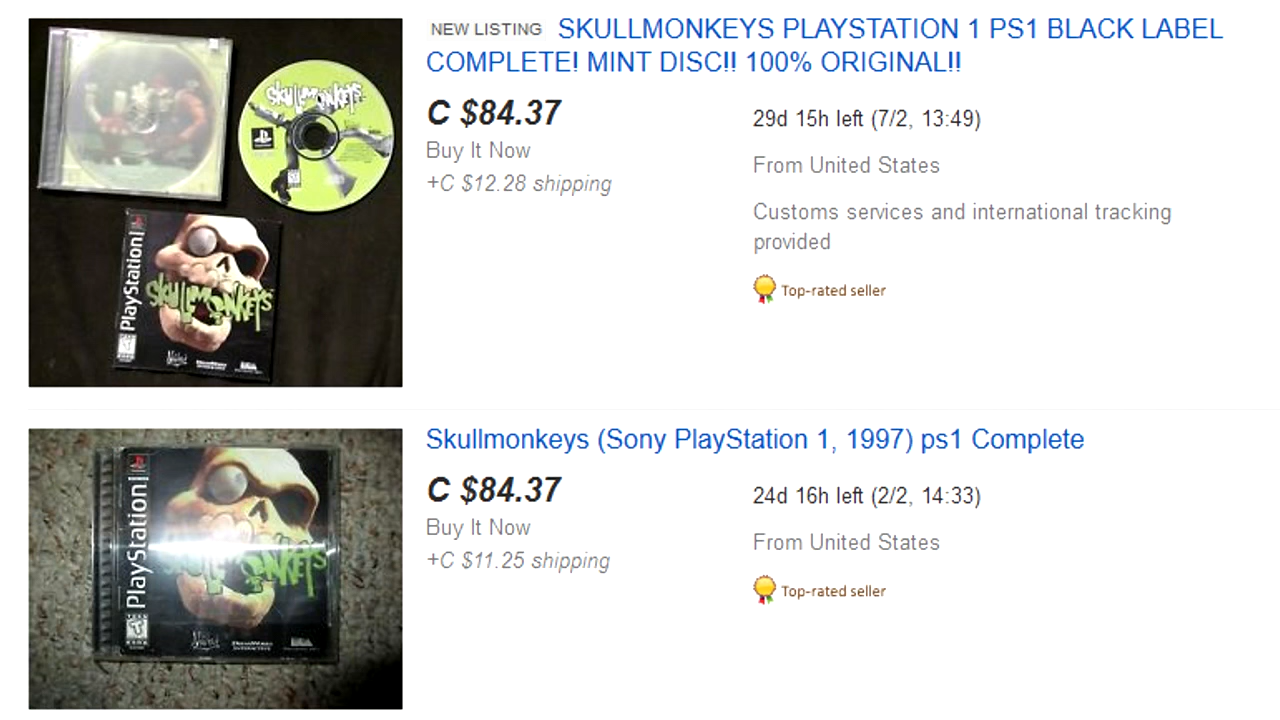 NEW LISTING SKULLMONKEYS PLAYSTATION 1 PS1 BLACK LABEL
COMPLETE! MINT DISC!! 100% ORIGINAL!!
C $84.37
Buy It Now
+C $12.28 shipping
29d 15h left (7/2, 13:49)
From United States
Customs services and international tracking
provided
Top-rated seller
SKULLMONKEYS
PlayStation
SKULLMONKEYS
Skullmonkeys (Sony PlayStation 1, 1997) ps1 Complete
C $84.37
Buy It Now
+C $11.25 shipping
24d 16h left (2/2, 14:33)
From United States
Top-rated seller
PlayStation